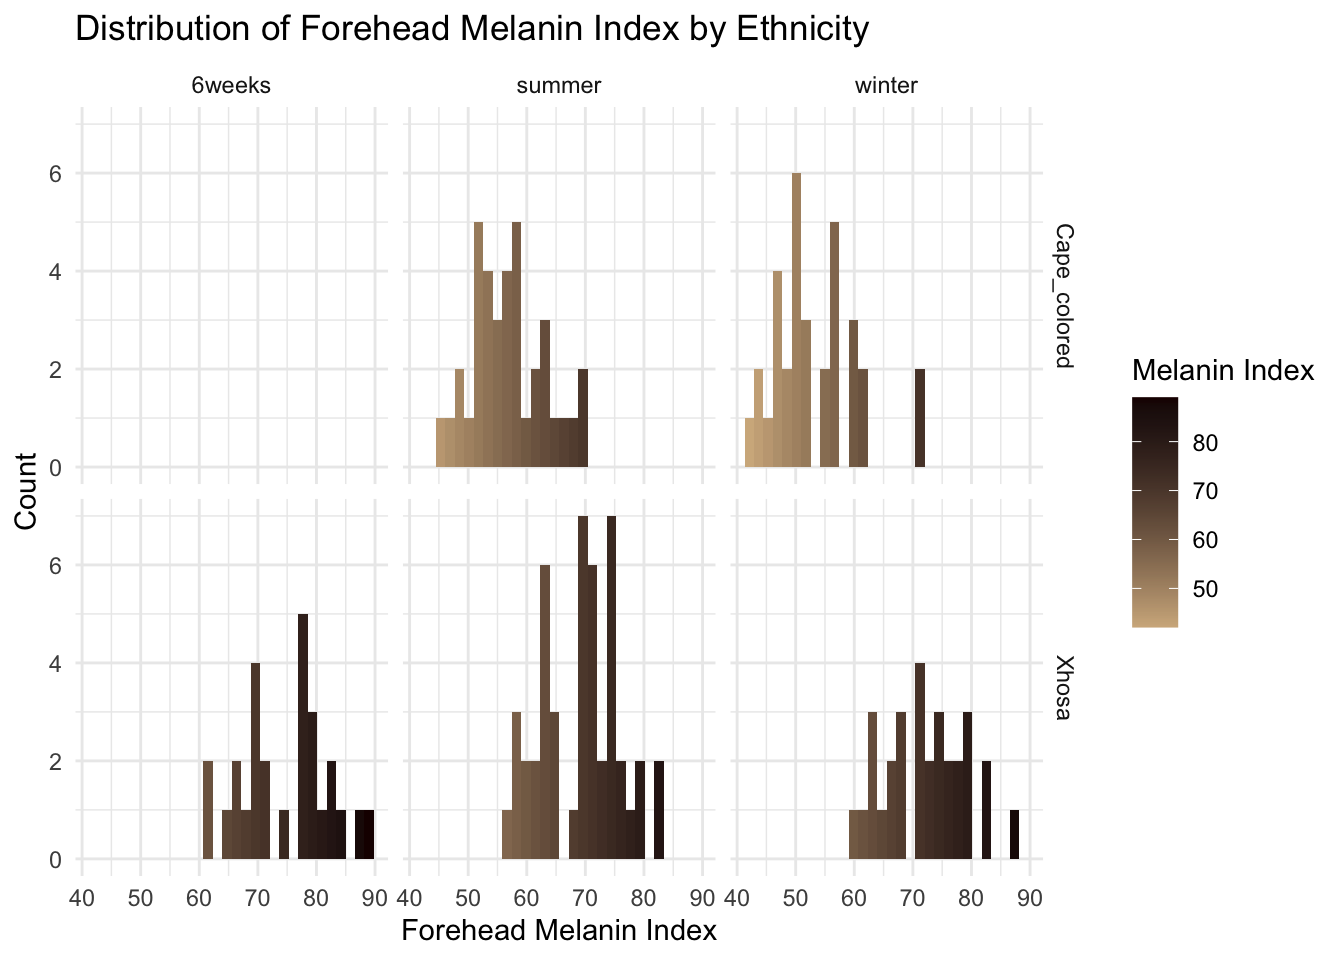 Distribution of Forehead Melanin Index by Ethnicity
6weeks summer winter
6
4
2
0
Cape_colored
Count
6
4
2
0
Xhosa
40 50 60 70 80 90 40 50 60 70 80 90 40 50 60 70 80 90
Forehead Melanin Index
Melanin Index
80
70
60
50